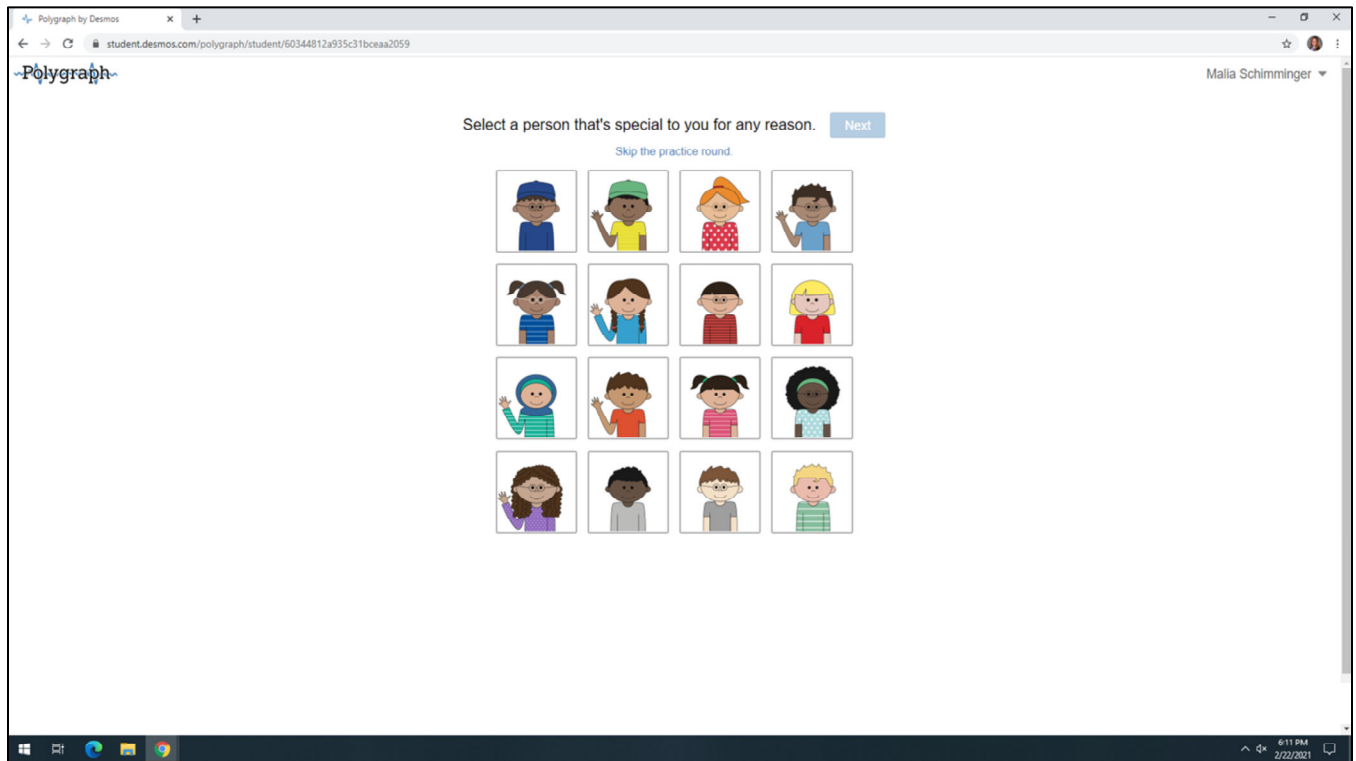 Polygraph by Desmos
student.desmos.com/polygraph/student/60344812a935c31bceaa2059
Polygraph
Malia Schimminger
Select a person that's special to you for any reason.
Next
Skip the practice round.
6:11 PM
2/22/2021